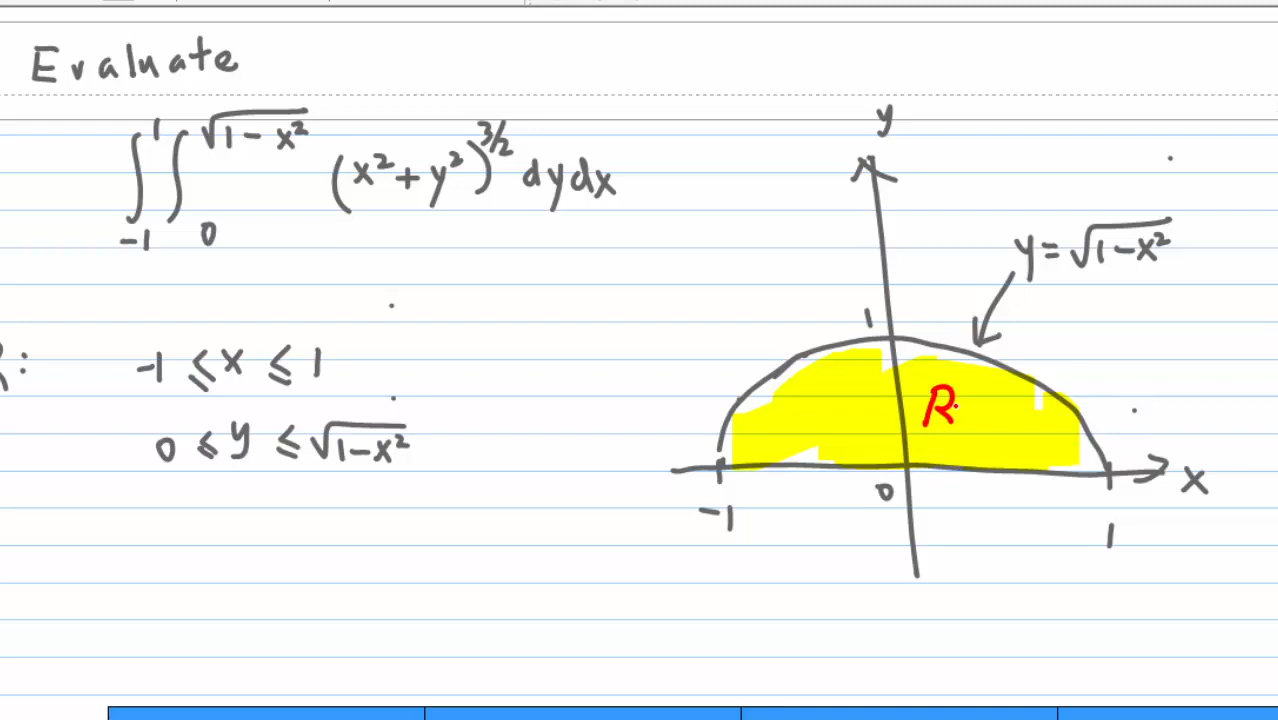 Evaluate
∫_{-1}^{1} ∫_{0}^{√(1-x²)} (x²+y²)^{3/2} dy dx
y
y=√(1-x²)
1
: -1 ≤ x ≤ 1
R
0 ≤ y ≤ √(1-x²)
0
x
-1
1